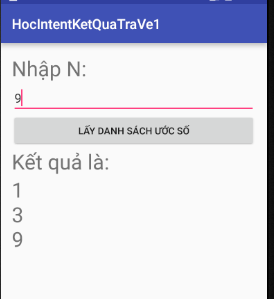 HocIntentKetQuaTraVe1
Nhập N:
9
LẤY DANH SÁCH ƯỚC SỐ
Kết quả là:
1
3
9